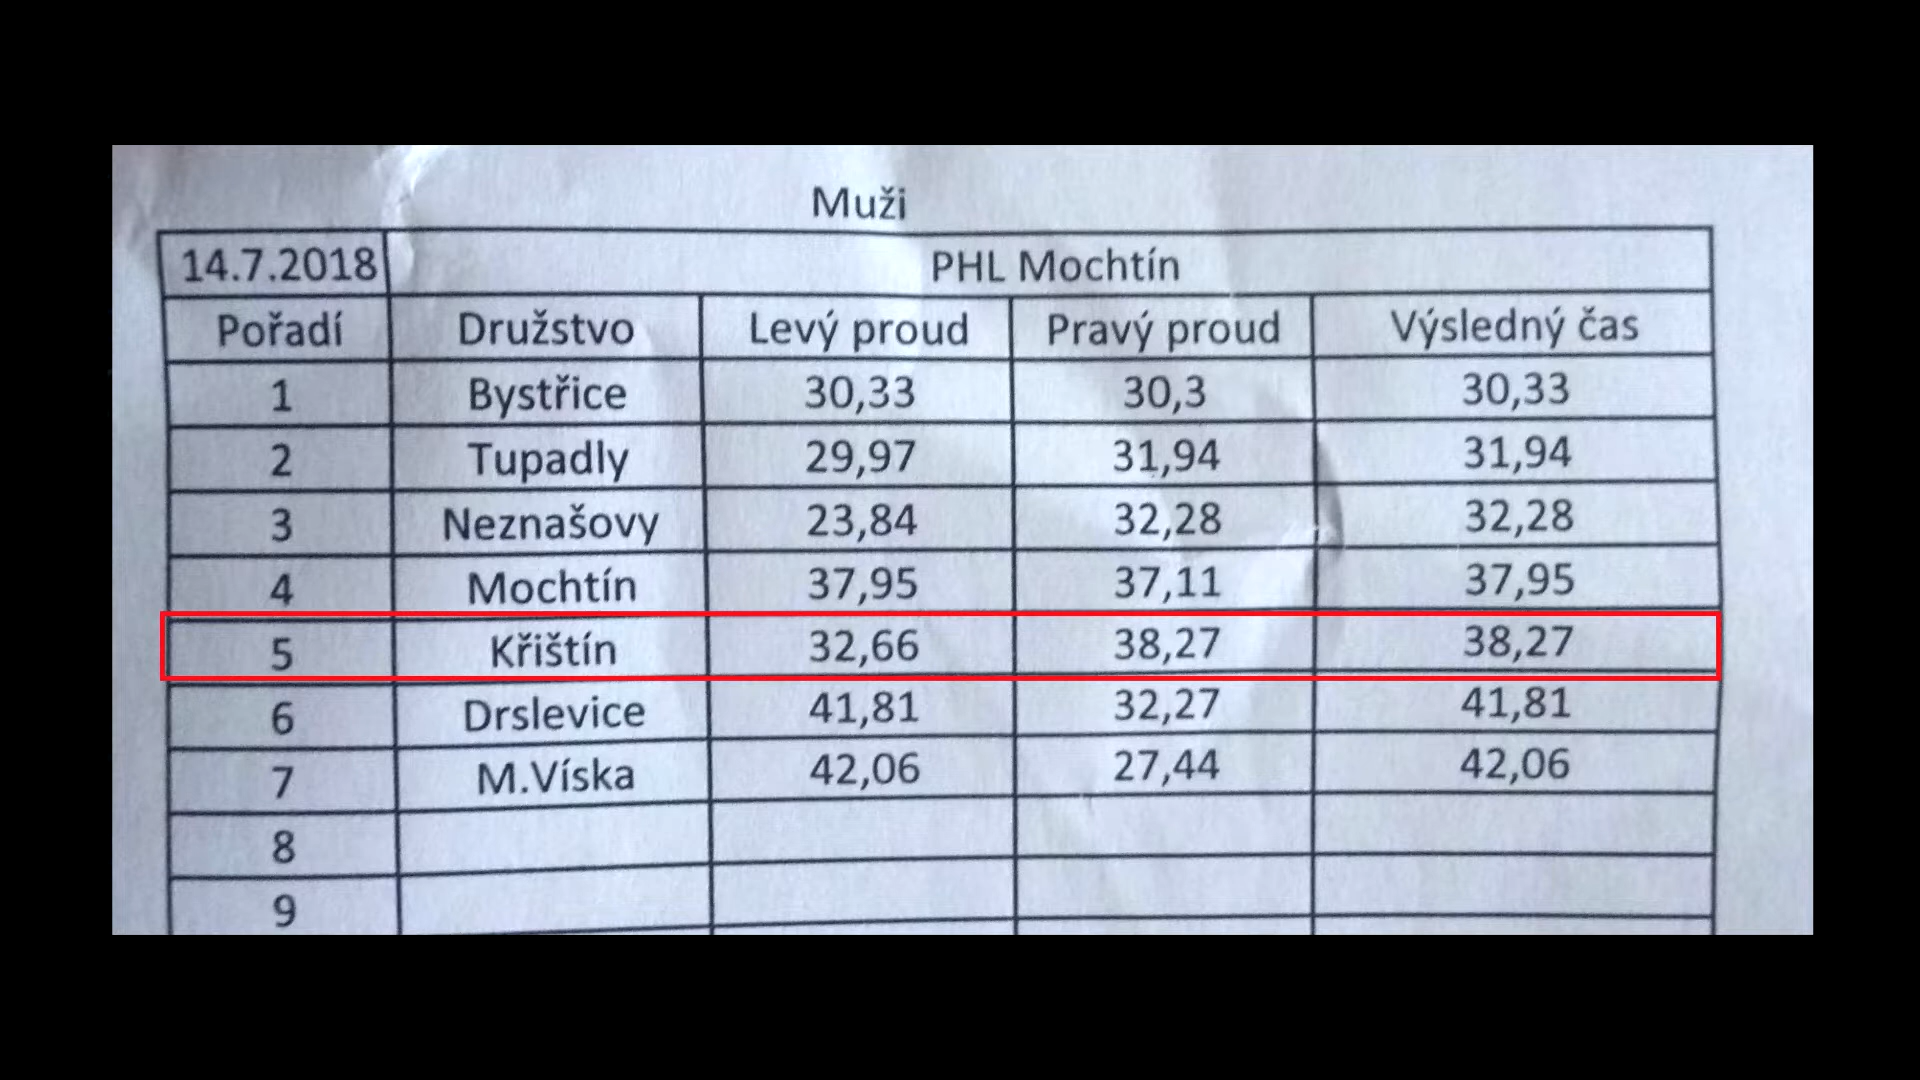 Muži
14.7.2018 PHL Mochtín
Pořadí Družstvo Levý proud Pravý proud Výsledný čas
1 Bystřice 30,33 30,3 30,33
2 Tupadly 29,97 31,94 31,94
3 Neznašovy 23,84 32,28 32,28
4 Mochtín 37,95 37,11 37,95
5 Křištín 32,66 38,27 38,27
6 Drslevice 41,81 32,27 41,81
7 M.Víska 42,06 27,44 42,06
8
9